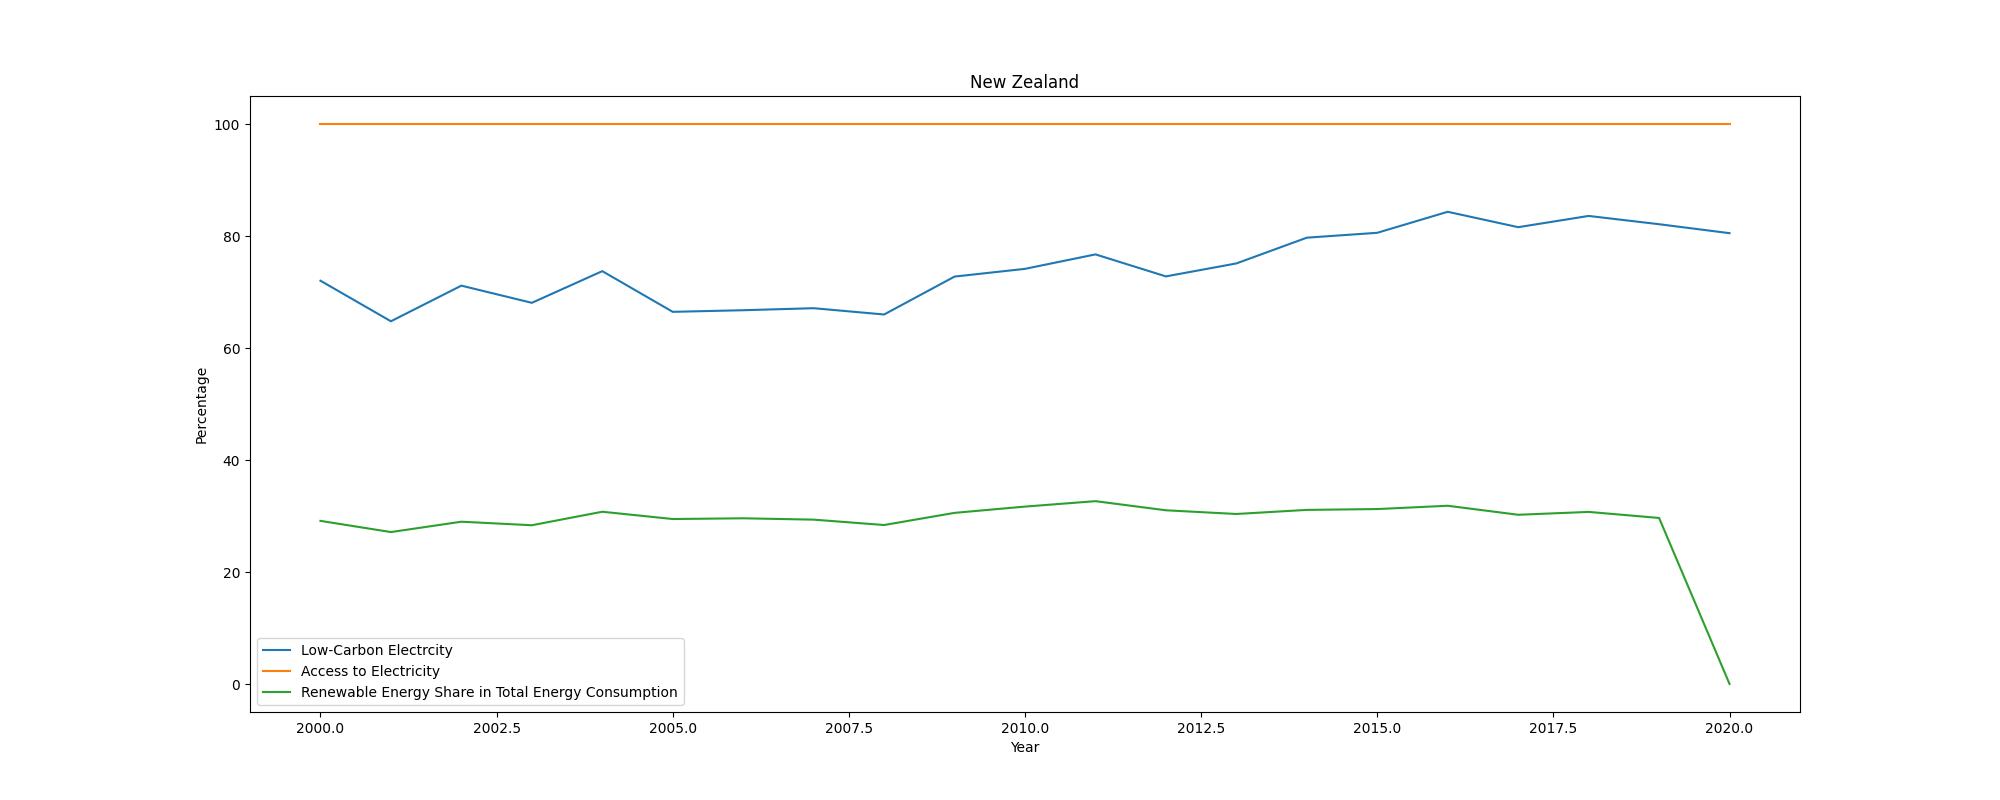 New Zealand
100
80
60
40
20
0
Percentage
Low-Carbon Electrcity
Access to Electricity
Renewable Energy Share in Total Energy Consumption
2000.0 2002.5 2005.0 2007.5 2010.0 2012.5 2015.0 2017.5 2020.0
Year